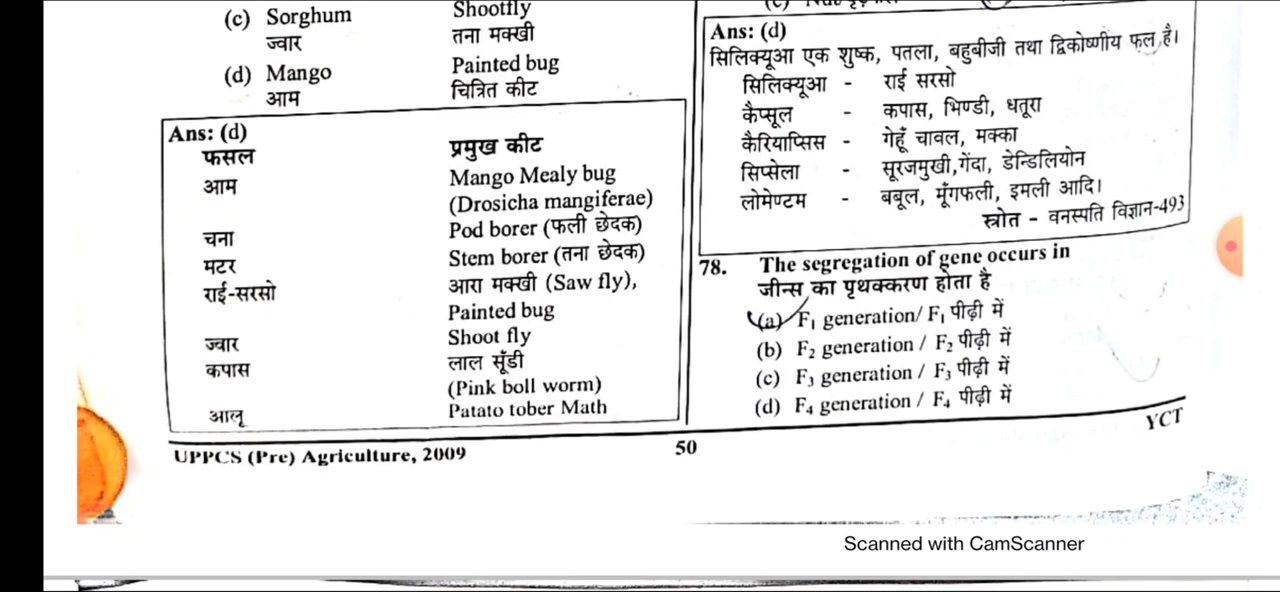 (c) Sorghum Shootfly
ज्वार तना मक्खी
(d) Mango Painted bug
आम चित्रित कीट
Ans: (d)
फसल प्रमुख कीट
आम Mango Mealy bug
(Drosicha mangiferae)
चना Pod borer (फली छेदक)
मटर Stem borer (तना छेदक)
राई-सरसो आरा मक्खी (Saw fly),
Painted bug
ज्वार Shoot fly
कपास लाल सूँडी
(Pink boll worm)
आलू Patato tober Math
(c)
Ans: (d)
सिलिक्यूआ एक शुष्क, पतला, बहुबीजी तथा द्विकोष्णीय फल है।
सिलिक्यूआ - राई सरसो
कैप्सूल - कपास, भिण्डी, धतूरा
कैरियाप्सिस - गेहूँ चावल, मक्का
सिप्सेला - सूरजमुखी,गेंदा, डेन्डिलियोन
लोमेण्टम - बबूल, मूँगफली, इमली आदि।
स्त्रोत - वनस्पति विज्ञान-493
78. The segregation of gene occurs in
जीन्स का पृथक्करण होता है
(a) F₁ generation/ F₁ पीढ़ी में
(b) F₂ generation / F₂ पीढ़ी में
(c) F₃ generation / F₃ पीढ़ी में
(d) F₄ generation / F₄ पीढ़ी में
UPPCS (Pre) Agriculture, 2009 50 YCT
Scanned with CamScanner